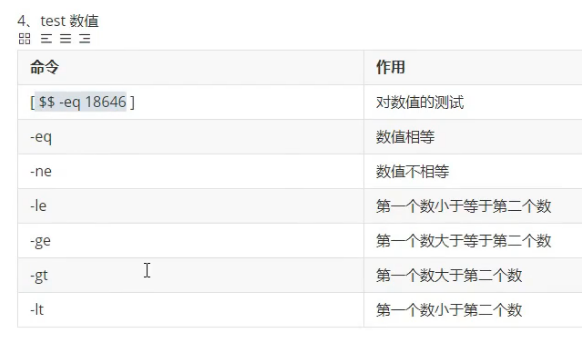 4、test 数值
命令 作用
[ $$ -eq 18646 ] 对数值的测试
-eq 数值相等
-ne 数值不相等
-le 第一个数小于等于第二个数
-ge 第一个数大于等于第二个数
-gt 第一个数大于第二个数
-lt 第一个数小于第二个数